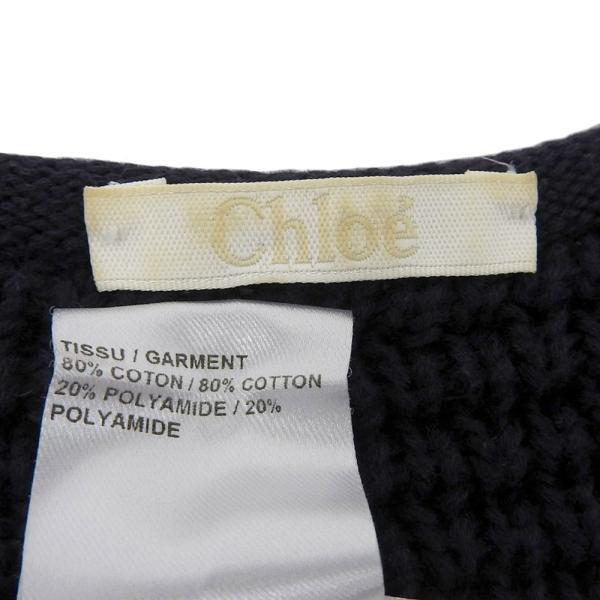 Chloé
TISSU / GARMENT
80% COTON / 80% COTTON
20% POLYAMIDE / 20%
POLYAMIDE